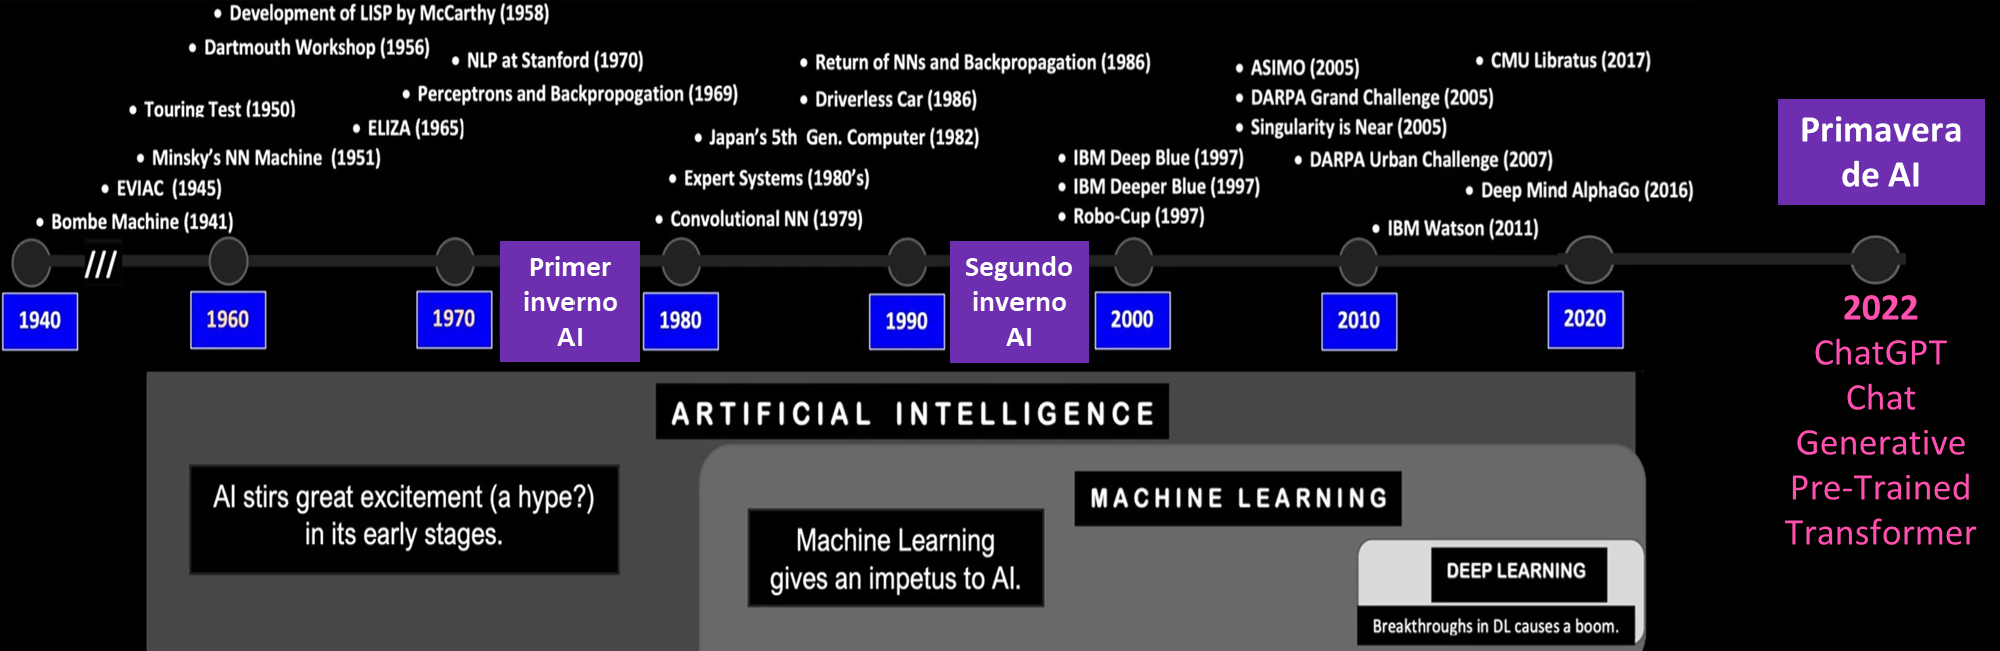 • Development of LISP by McCarthy (1958)
• Dartmouth Workshop (1956)
• NLP at Stanford (1970)
• Perceptrons and Backpropogation (1969)
• Touring Test (1950)
• ELIZA (1965)
• Minsky's NN Machine (1951)
• EVIAC (1945)
• Bombe Machine (1941)
• Return of NNs and Backpropagation (1986)
• Driverless Car (1986)
• Japan's 5th Gen. Computer (1982)
• Expert Systems (1980's)
• Convolutional NN (1979)
• ASIMO (2005)
• DARPA Grand Challenge (2005)
• Singularity is Near (2005)
• IBM Deep Blue (1997)
• IBM Deeper Blue (1997)
• Robo-Cup (1997)
• DARPA Urban Challenge (2007)
• CMU Libratus (2017)
• Deep Mind AlphaGo (2016)
• IBM Watson (2011)
Primavera
de AI
///
1940
1960
1970
Primer
inverno
AI
1980
1990
Segundo
inverno
AI
2000
2010
2020
2022
ChatGPT
Chat
Generative
Pre-Trained
Transformer
ARTIFICIAL INTELLIGENCE
AI stirs great excitement (a hype?)
in its early stages.
MACHINE LEARNING
Machine Learning
gives an impetus to AI.
DEEP LEARNING
Breakthroughs in DL causes a boom.